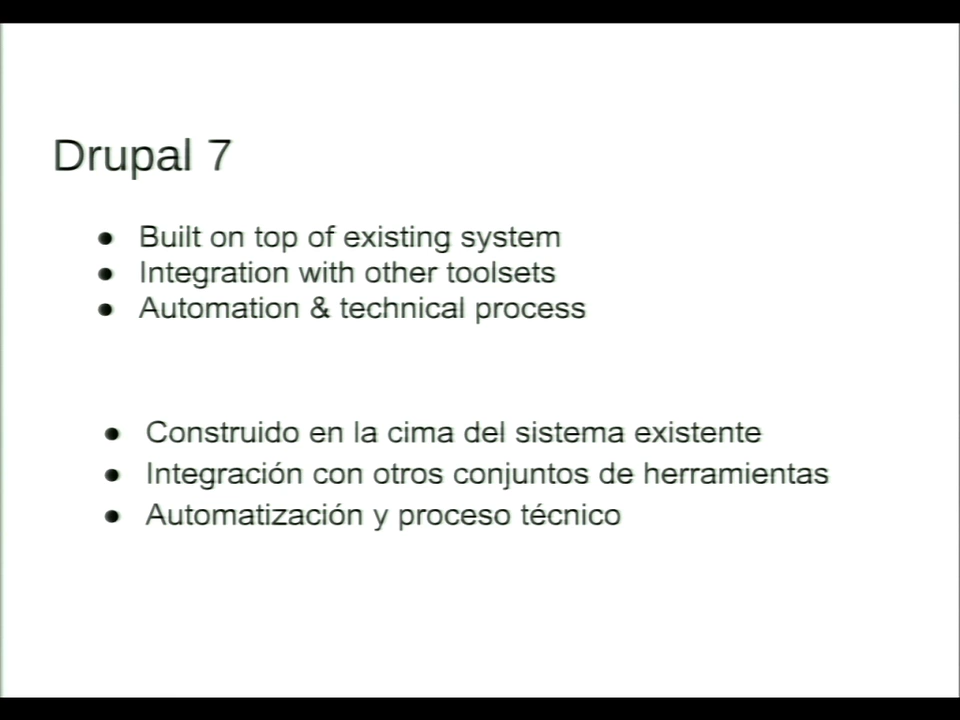 Drupal 7
● Built on top of existing system
● Integration with other toolsets
● Automation & technical process
● Construido en la cima del sistema existente
● Integración con otros conjuntos de herramientas
● Automatización y proceso técnico